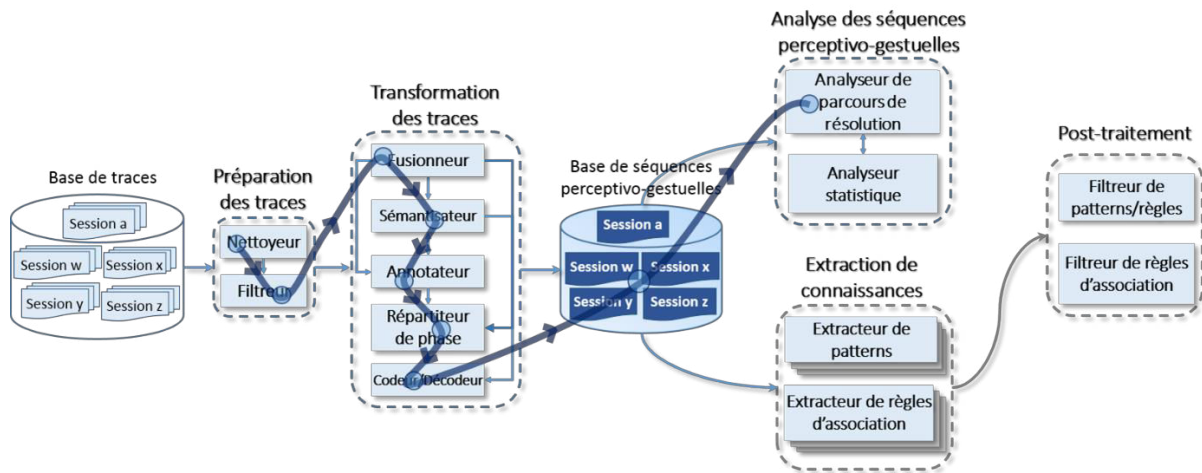 Base de traces
Session a
Session w
Session x
Session y
Session z
Préparation
des traces
Nettoyeur
Filtreur
Transformation
des traces
Fusionneur
Sémantisateur
Annotateur
Répartiteur
de phase
Codeur/Décodeur
Base de séquences
perceptivo-gestuelles
Session a
Session w
Session x
Session y
Session z
Analyse des séquences
perceptivo-gestuelles
Analyseur de
parcours de
résolution
Analyseur
statistique
Extraction de
connaissances
Extracteur de
patterns
Extracteur de règles
d'association
Post-traitement
Filtreur de
patterns/règles
Filtreur de règles
d'association